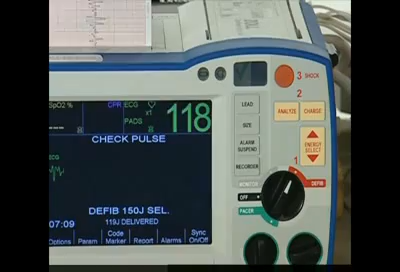 SpO2 %
CPR
ECG
x1
PADS
118
CHECK PULSE
ECG
DEFIB 150J SEL.
119J DELIVERED
07:09
Options
Param
Code
Marker
Report
Alarms
Sync
On/Off
3 SHOCK
2
LEAD
ANALYZE
CHARGE
SIZE
ALARM
SUSPEND
ENERGY
SELECT
RECORDER
1
DEFIB
OFF
PACER